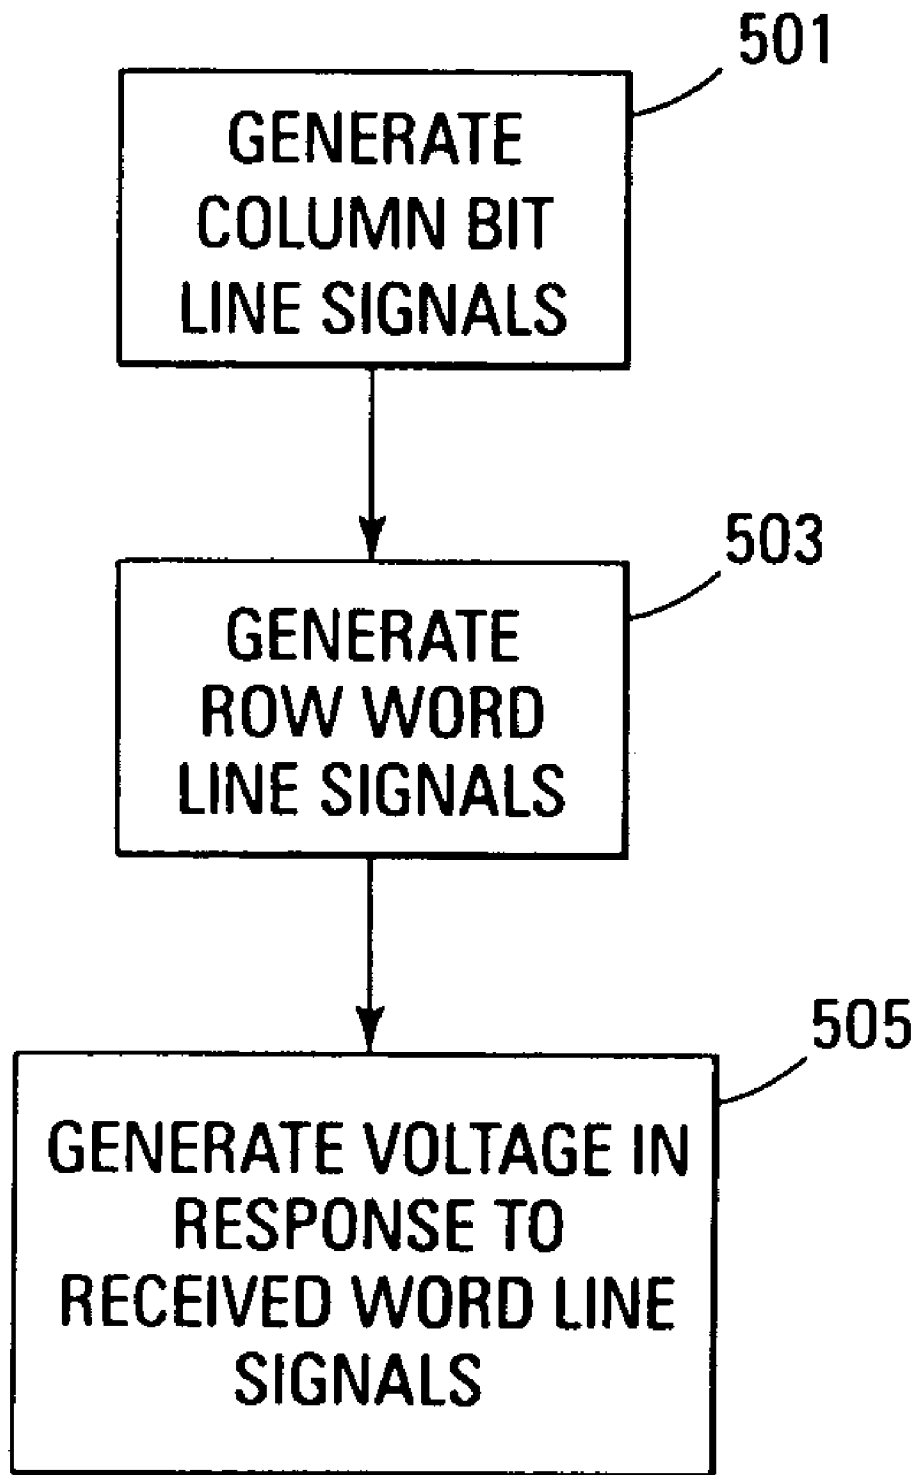 501
GENERATE
COLUMN BIT
LINE SIGNALS
503
GENERATE
ROW WORD
LINE SIGNALS
505
GENERATE VOLTAGE IN
RESPONSE TO
RECEIVED WORD LINE
SIGNALS